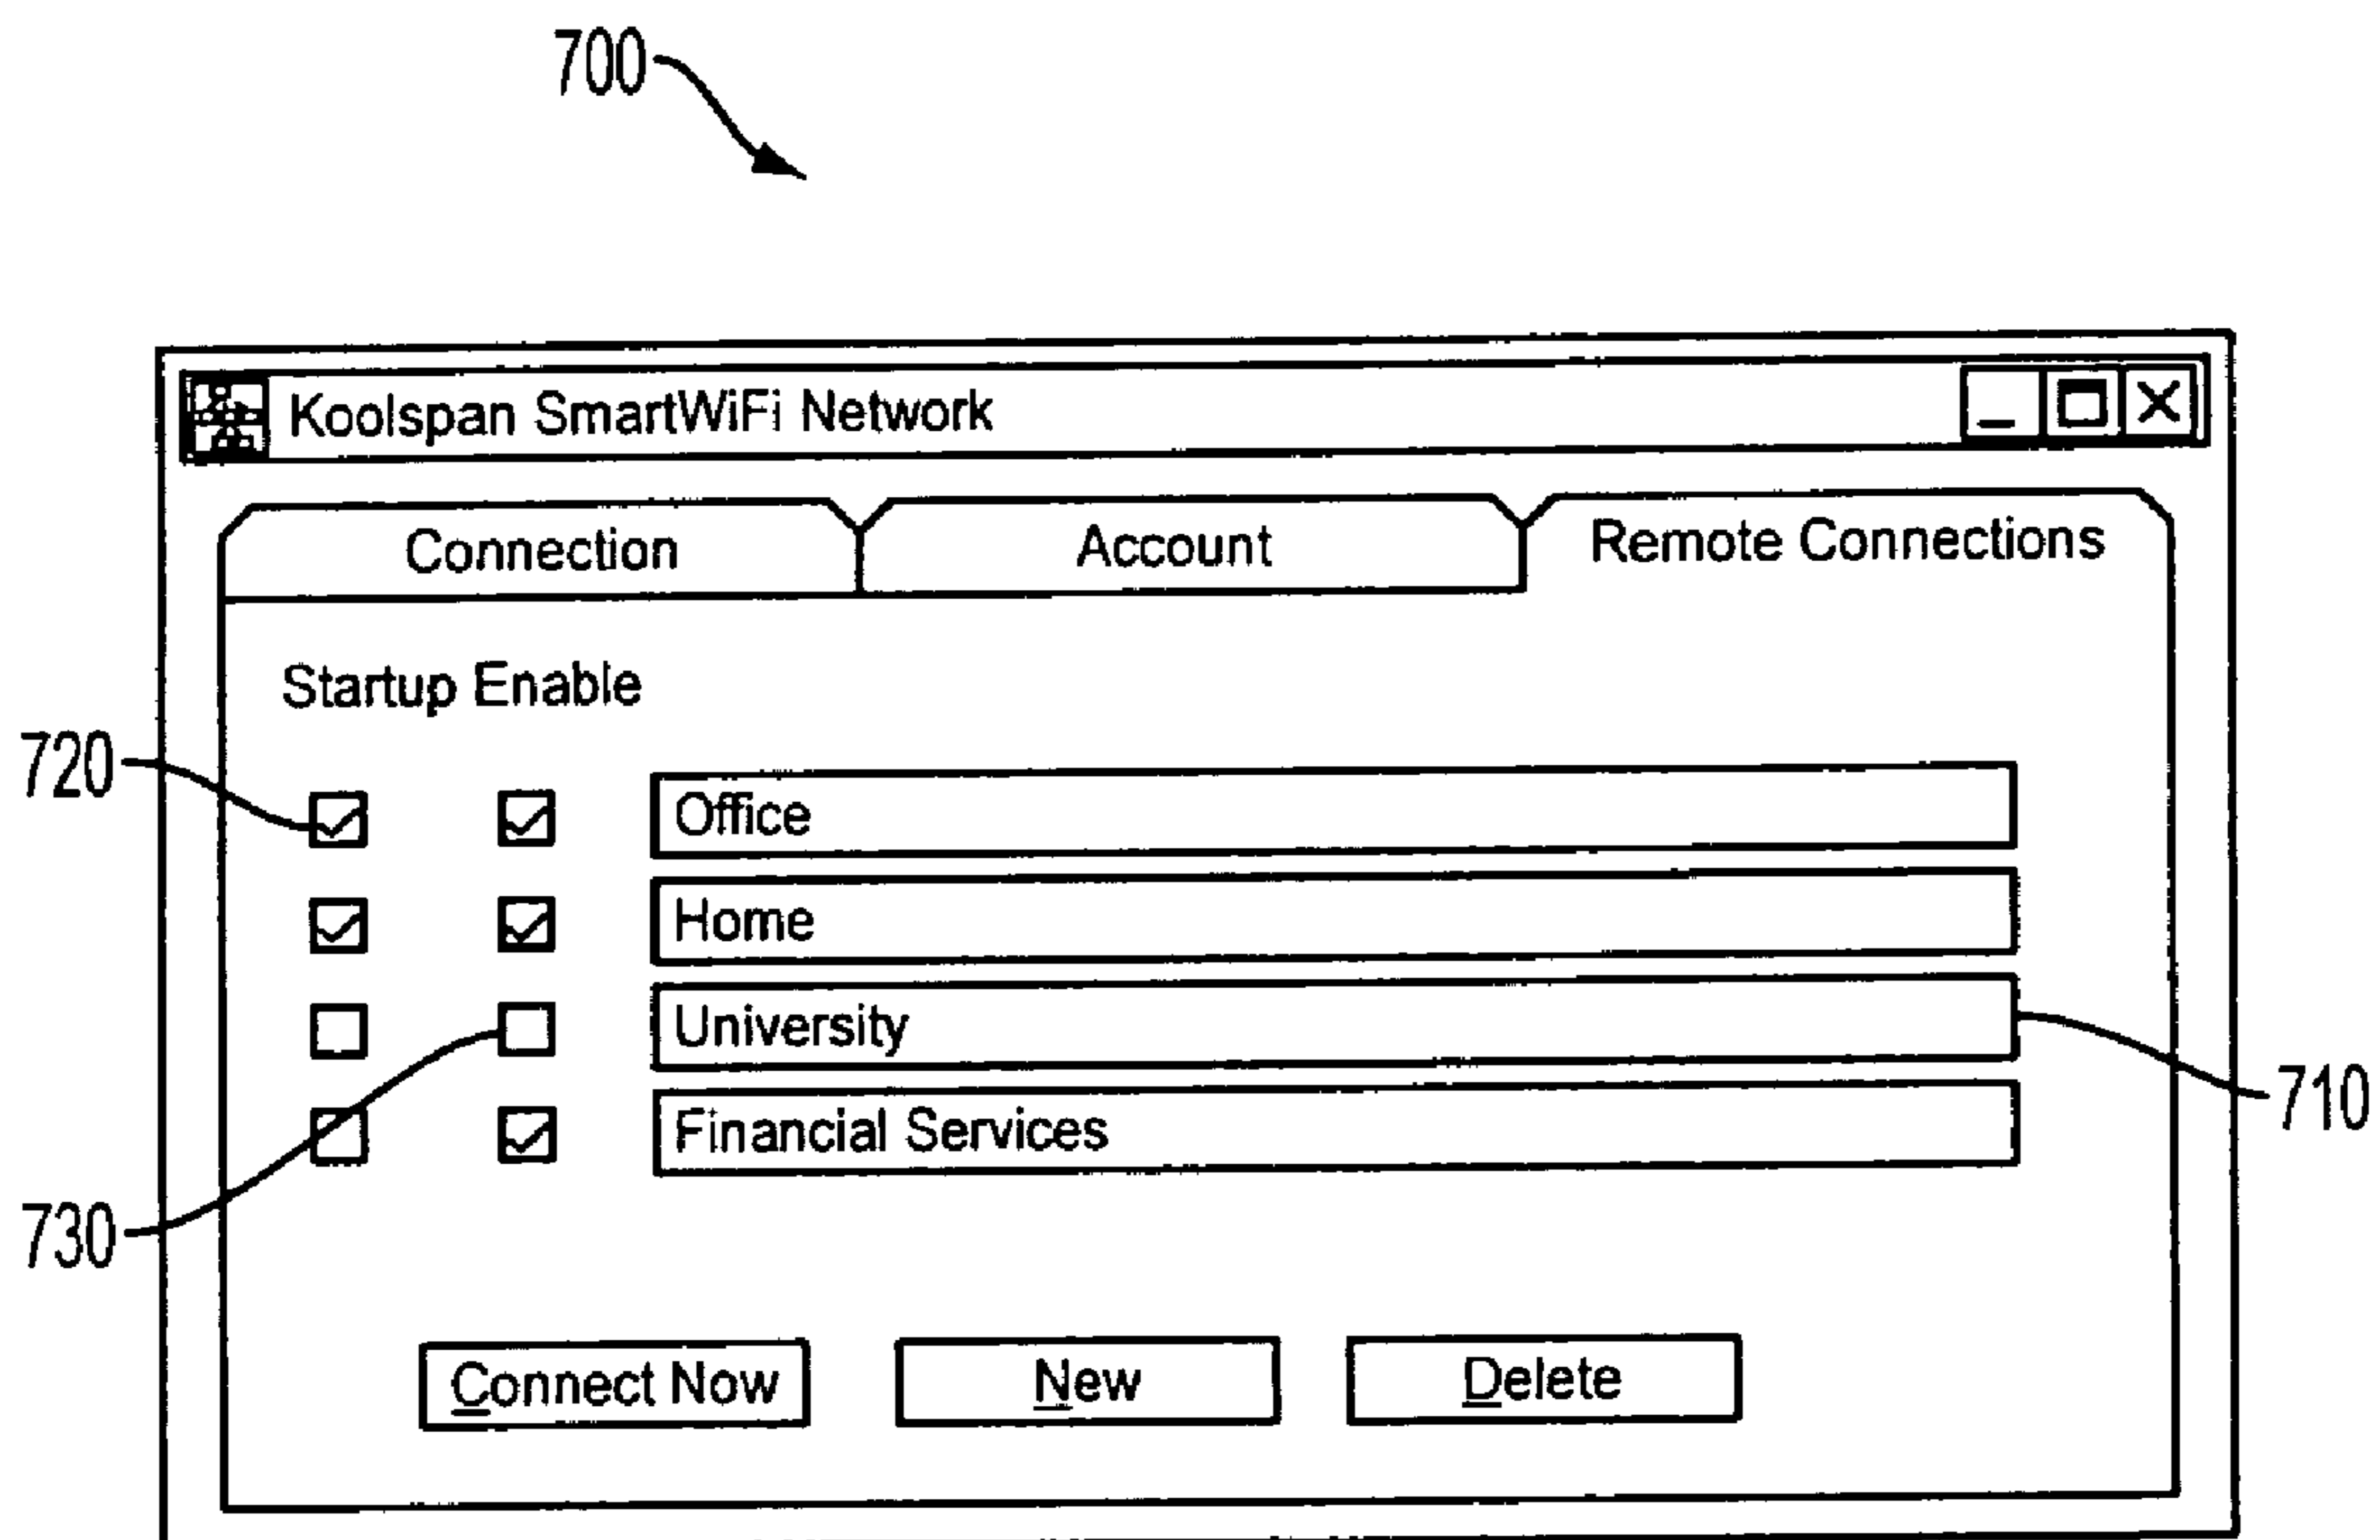 700
Koolspan SmartWiFi Network
Connection Account Remote Connections
Startup Enable
720
Office
Home
University
710
Financial Services
730
Connect Now New Delete